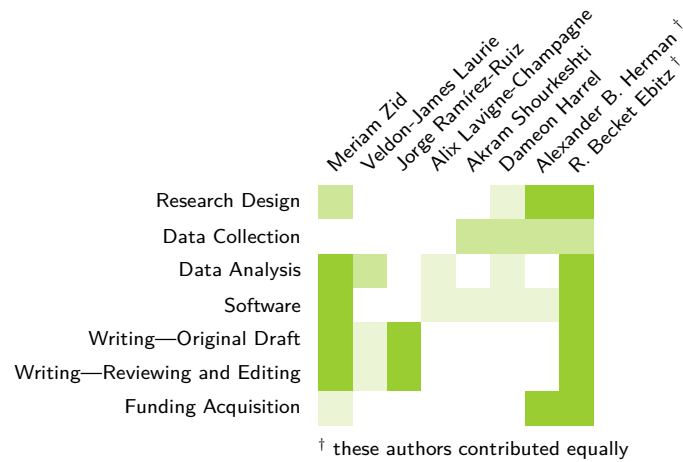 Meriam Zid
Veldon-James Laurie
Jorge Ramírez-Ruiz
Alix Lavigne-Champagne
Akram Shourkeshti
Dameon Harrel
Alexander B. Herman †
R. Becket Ebitz †
Research Design
Data Collection
Data Analysis
Software
Writing—Original Draft
Writing—Reviewing and Editing
Funding Acquisition
† these authors contributed equally